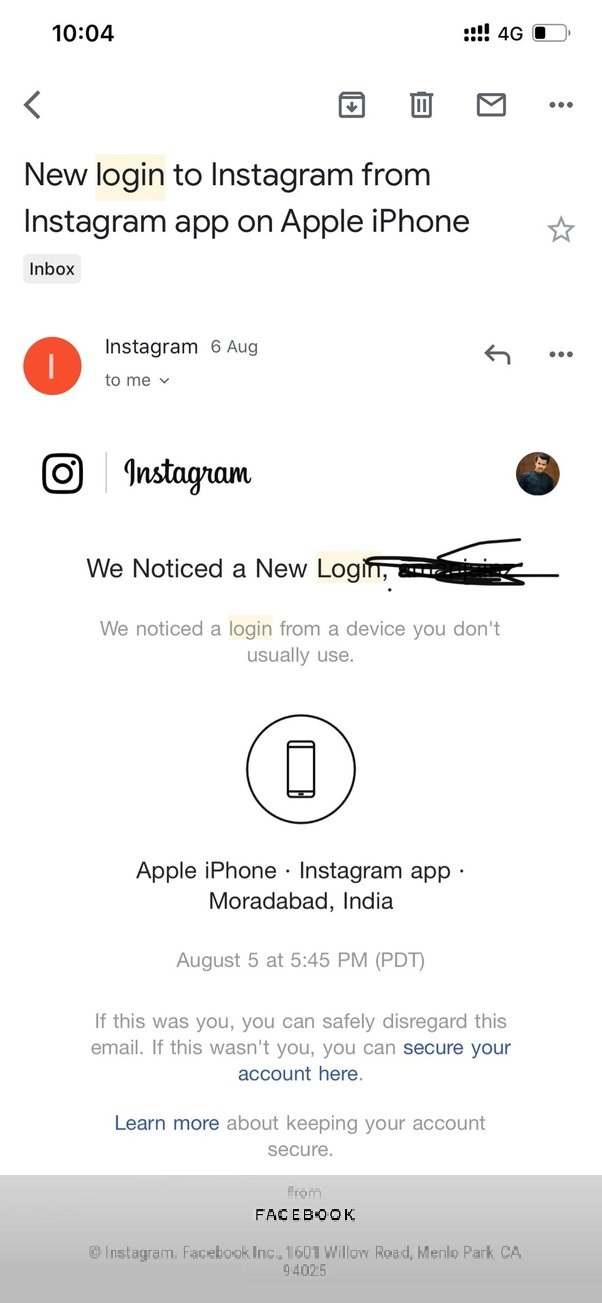 10:04
4G
New login to Instagram from
Instagram app on Apple iPhone
Inbox
I
Instagram 6 Aug
to me
Instagram
We Noticed a New Login,
We noticed a login from a device you don't
usually use.
Apple iPhone · Instagram app ·
Moradabad, India
August 5 at 5:45 PM (PDT)
If this was you, you can safely disregard this
email. If this wasn't you, you can secure your
account here.
Learn more about keeping your account
secure.
from
FACEBOOK
© Instagram. Facebook Inc., 1601 Willow Road, Menlo Park, CA
94025